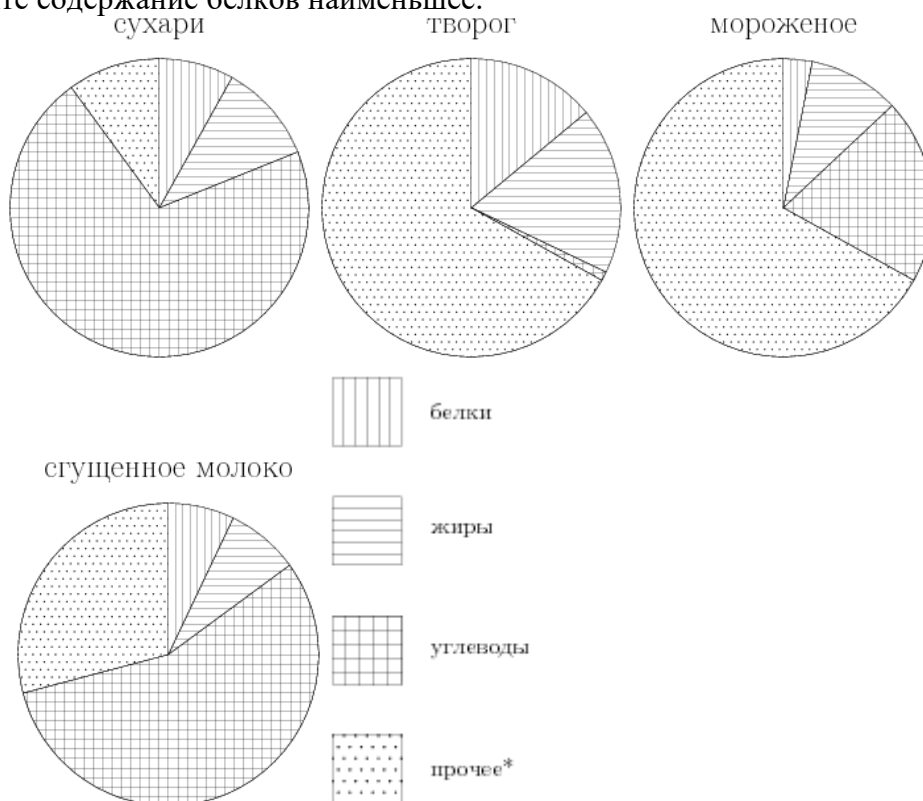 те содержание белков наименьшее.
сухари
творог
мороженое
белки
сгущенное молоко
жиры
углеводы
прочее*